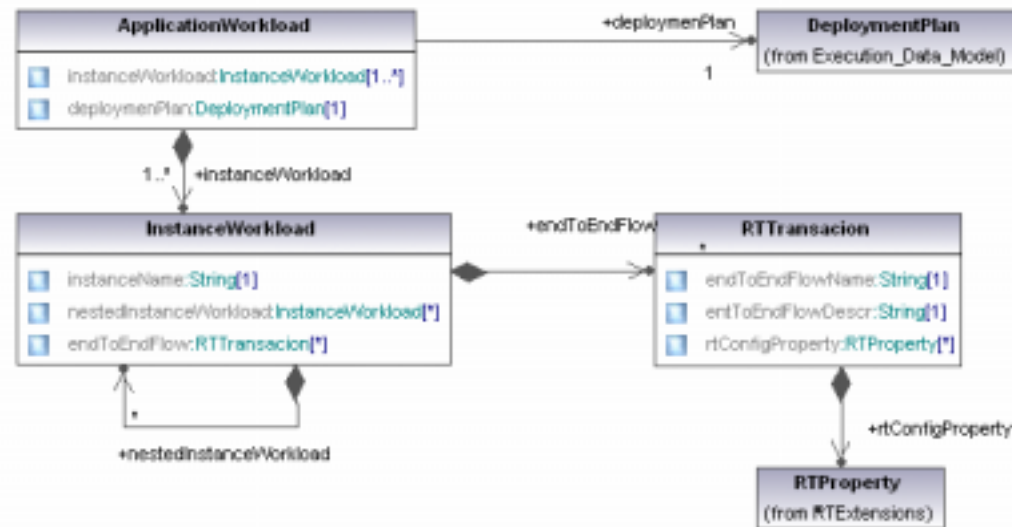 ApplicationWorkload
instanceWorkload:InstanceWorkload[1..*]
deploymenPlan:DeploymentPlan[1]
+deploymenPlan
1
DeploymentPlan
(from Execution_Data_Model)
1..*
+instanceWorkload
InstanceWorkload
instanceName:String[1]
nestedInstanceWorkload:InstanceWorkload[*]
endToEndFlow:RTTransacion[*]
+endToEndFlow
*
RTTransacion
endToEndFlowName:String[1]
entToEndFlowDescr:String[1]
rtConfigProperty:RTProperty[*]
*
+nestedInstanceWorkload
+rtConfigProperty
RTProperty
(from RTExtensions)